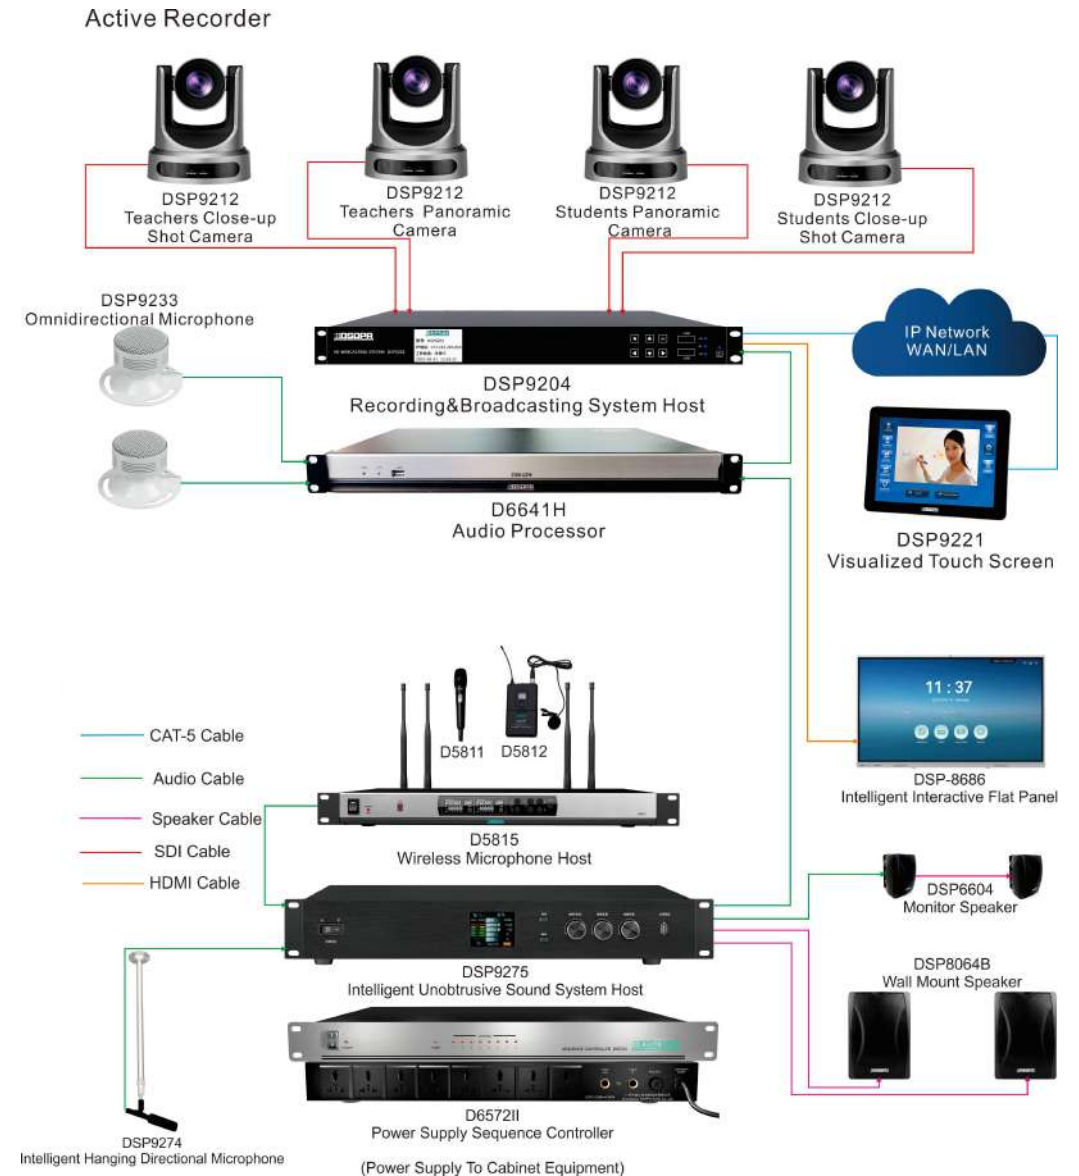 Active Recorder
DSP9212
Teachers Close-up
Shot Camera
DSP9212
Teachers Panoramic
Camera
DSP9212
Students Panoramic
Camera
DSP9212
Students Close-up
Shot Camera
DSP9233
Omnidirectional Microphone
IP Network
WAN/LAN
DSP9204
Recording&Broadcasting System Host
D6641H
Audio Processor
DSP9221
Visualized Touch Screen
D5811
D5812
11 : 37
CAT-5 Cable
Audio Cable
Speaker Cable
SDI Cable
HDMI Cable
DSP-8686
Intelligent Interactive Flat Panel
D5815
Wireless Microphone Host
DSP6604
Monitor Speaker
DSP9275
Intelligent Unobtrusive Sound System Host
DSP8064B
Wall Mount Speaker
D6572II
Power Supply Sequence Controller
(Power Supply To Cabinet Equipment)
DSP9274
Intelligent Hanging Directional Microphone